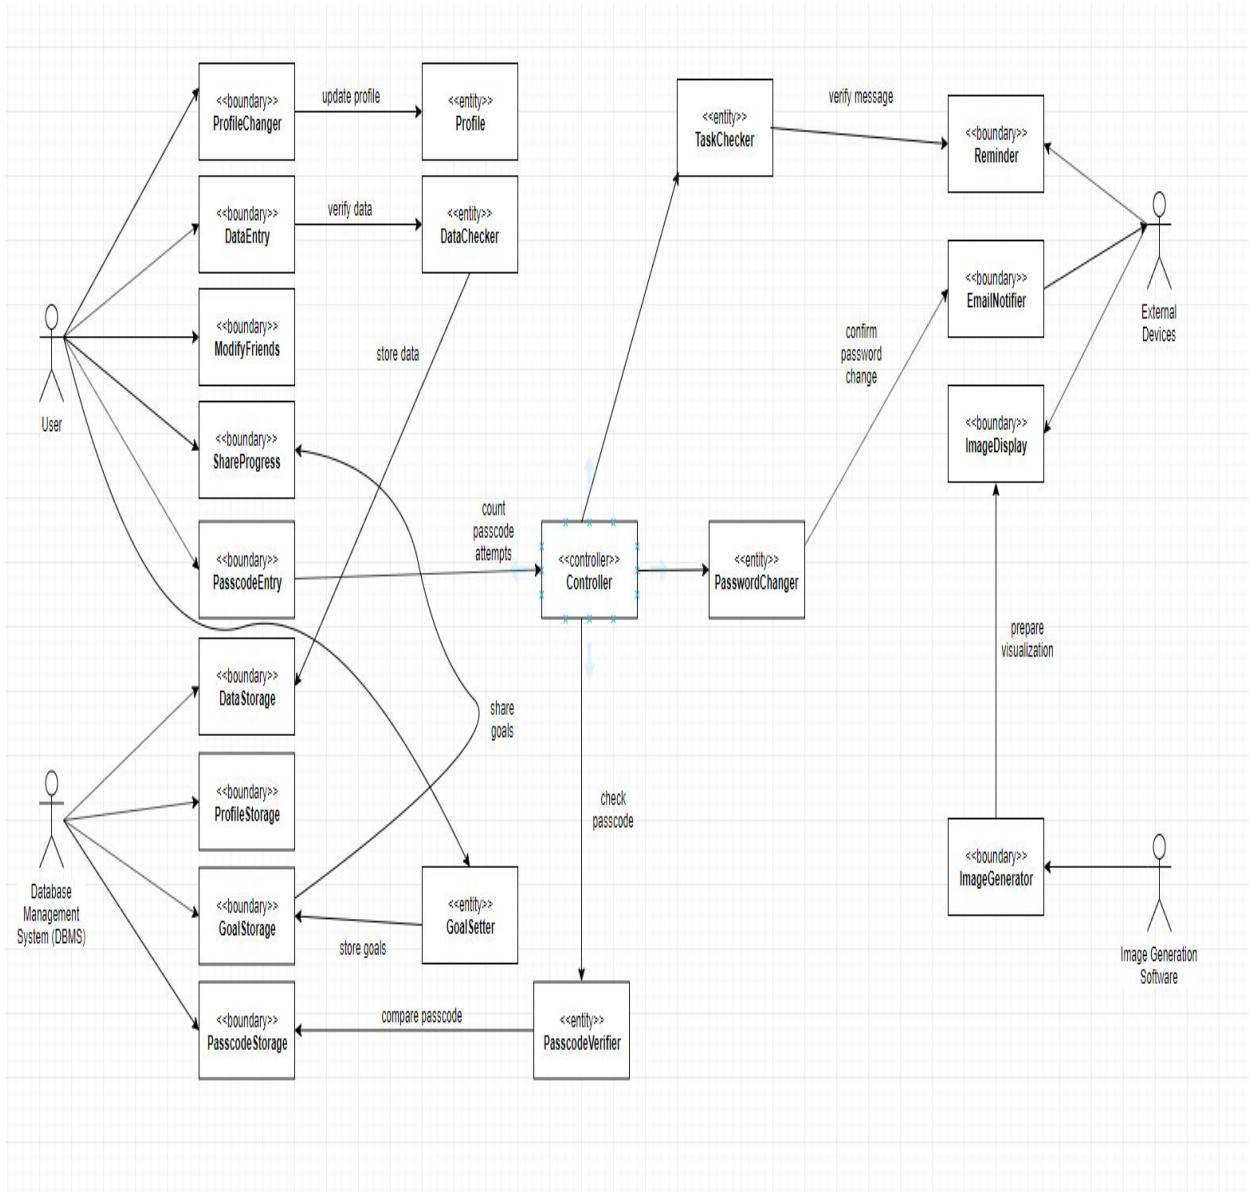 <<boundary>>
ProfileChanger
update profile
<<entity>>
Profile
<<boundary>>
DataEntry
verify data
<<entity>>
DataChecker
<<boundary>>
ModifyFriends
<<boundary>>
ShareProgress
<<boundary>>
PasscodeEntry
User
store data
count
passcode
attempts
<<controller>>
Controller
<<entity>>
TaskChecker
verify message
<<boundary>>
Reminder
<<boundary>>
EmailNotifier
<<boundary>>
ImageDisplay
External
Devices
confirm
password
change
<<entity>>
PasswordChanger
prepare
visualization
<<boundary>>
DataStorage
<<boundary>>
ProfileStorage
<<boundary>>
GoalStorage
<<boundary>>
PasscodeStorage
Database
Management
System (DBMS)
share
goals
store goals
<<entity>>
GoalSetter
check
passcode
compare passcode
<<entity>>
PasscodeVerifier
<<boundary>>
ImageGenerator
Image Generation
Software